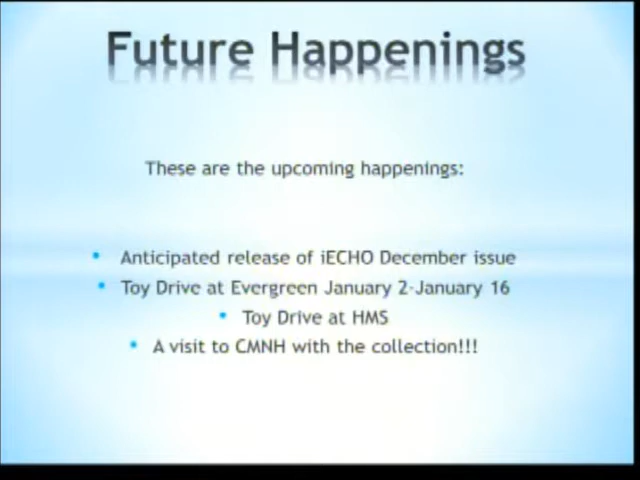 Future Happenings
These are the upcoming happenings:
• Anticipated release of iECHO December issue
• Toy Drive at Evergreen January 2-January 16
• Toy Drive at HMS
• A visit to CMNH with the collection!!!